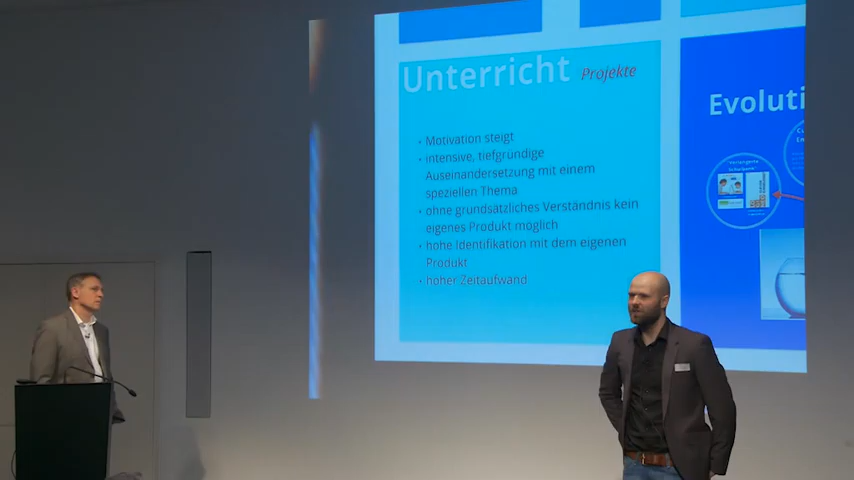 Unterricht Projekte
• Motivation steigt
• intensive, tiefgründige
Auseinandersetzung mit einem
speziellen Thema
• ohne grundsätzliches Verständnis kein
eigenes Produkt möglich
• hohe Identifikation mit dem eigenen
Produkt
• hoher Zeitaufwand
Evoluti